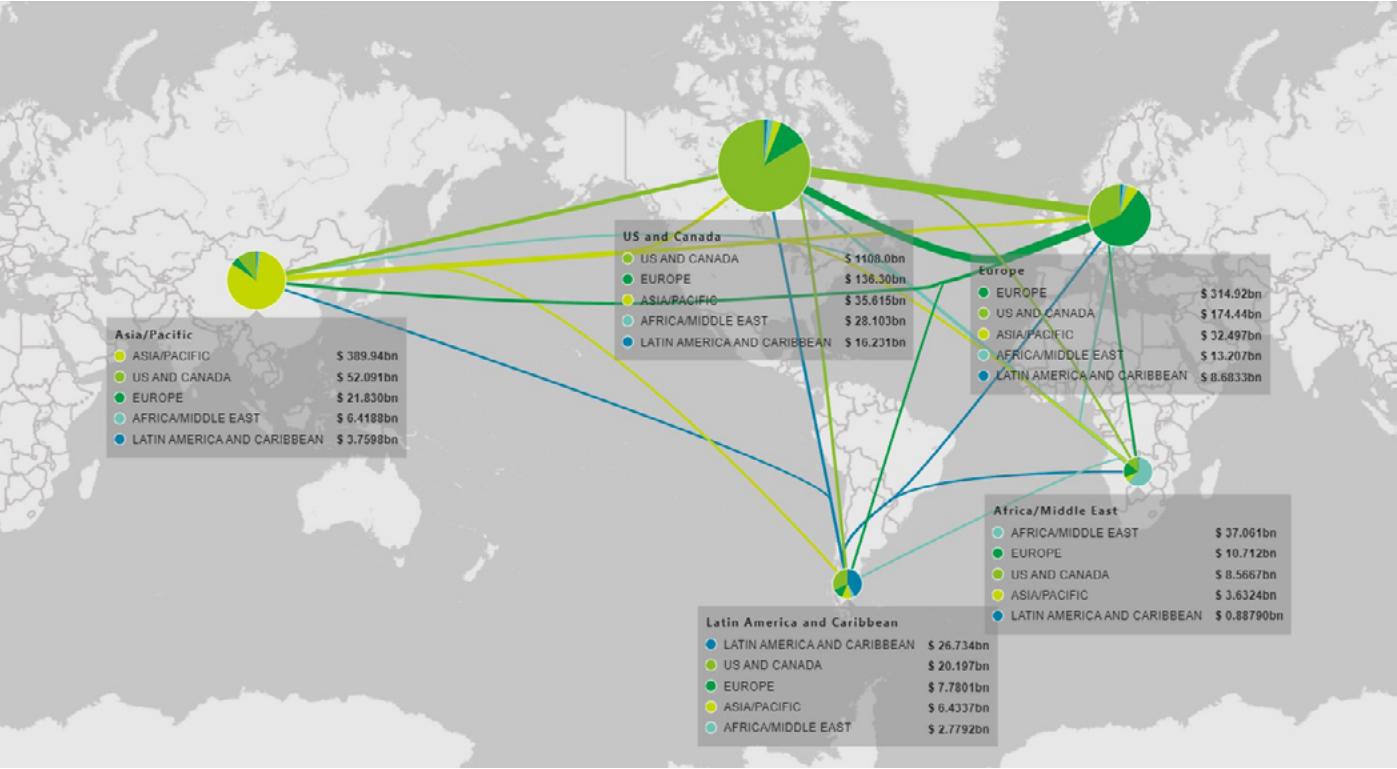 US and Canada
US AND CANADA $ 1108.0bn
EUROPE $ 136.30bn
ASIA/PACIFIC $ 35.615bn
AFRICA/MIDDLE EAST $ 28.103bn
LATIN AMERICA AND CARIBBEAN $ 16.231bn
Europe
EUROPE $ 314.92bn
US AND CANADA $ 174.44bn
ASIA/PACIFIC $ 32.497bn
AFRICA/MIDDLE EAST $ 13.207bn
LATIN AMERICA AND CARIBBEAN $ 8.6833bn
Asia/Pacific
ASIA/PACIFIC $ 389.94bn
US AND CANADA $ 52.091bn
EUROPE $ 21.830bn
AFRICA/MIDDLE EAST $ 6.4188bn
LATIN AMERICA AND CARIBBEAN $ 3.7598bn
Africa/Middle East
AFRICA/MIDDLE EAST $ 37.061bn
EUROPE $ 10.712bn
US AND CANADA $ 8.5667bn
ASIA/PACIFIC $ 3.6324bn
LATIN AMERICA AND CARIBBEAN $ 0.88790bn
Latin America and Caribbean
LATIN AMERICA AND CARIBBEAN $ 26.734bn
US AND CANADA $ 20.197bn
EUROPE $ 7.7801bn
ASIA/PACIFIC $ 6.4337bn
AFRICA/MIDDLE EAST $ 2.7792bn